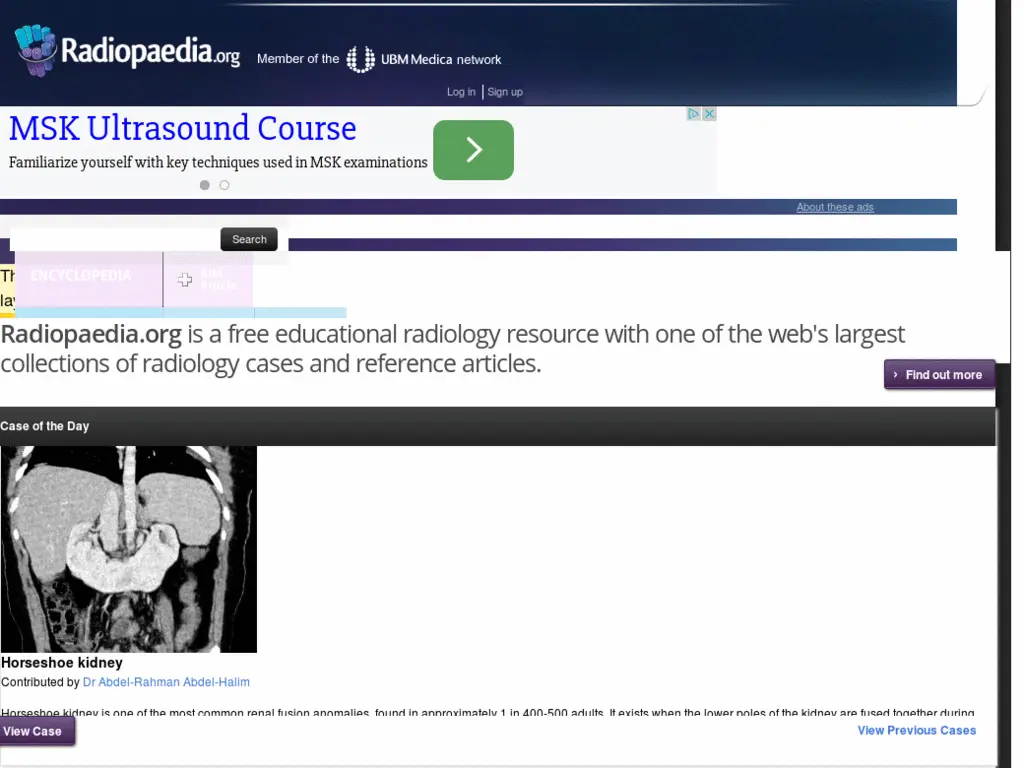 Radiopaedia.org
Member of the UBM Medica network
Log in Sign up
MSK Ultrasound Course
Familiarize yourself with key techniques used in MSK examinations
About these ads
Search
ENCYCLOPEDIA
Th
lay
Radiopaedia.org is a free educational radiology resource with one of the web's largest
collections of radiology cases and reference articles.
Find out more
Case of the Day
Horseshoe kidney
Contributed by Dr Abdel-Rahman Abdel-Halim
Horseshoe kidney is one of the most common renal fusion anomalies, found in approximately 1 in 400-500 adults. It exists when the lower poles of the kidney are fused together during
View Case
View Previous Cases